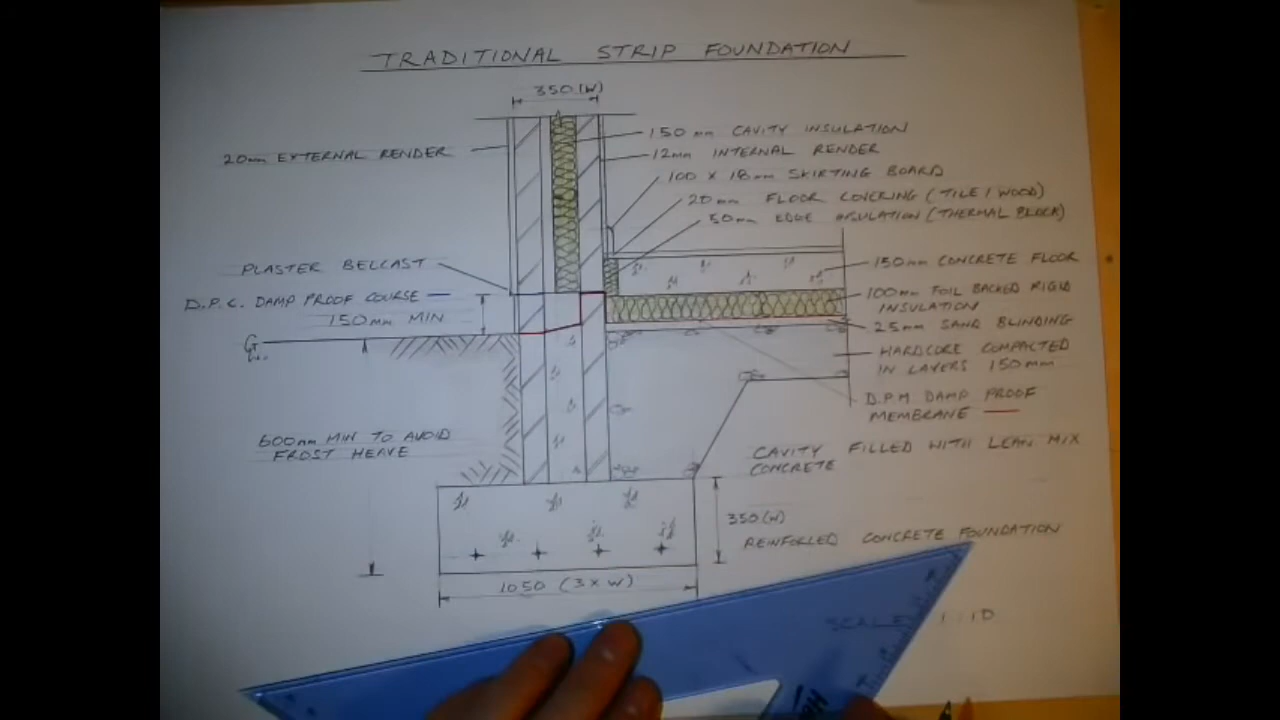 TRADITIONAL STRIP FOUNDATION
350 (W)
20mm EXTERNAL RENDER
150 mm CAVITY INSULATION
12mm INTERNAL RENDER
100 X 18mm SKIRTING BOARD
20mm FLOOR COVERING (TILE / WOOD)
50mm EDGE INSULATION (THERMAL BLOCK)
PLASTER BELLCAST
D.P.C. DAMP PROOF COURSE
150mm MIN
150mm CONCRETE FLOOR
100mm FOIL BACKED RIGID
INSULATION
25mm SAND BLINDING
HARDCORE COMPACTED
IN LAYERS 150mm
D.P.M DAMP PROOF
MEMBRANE
G.L.
600mm MIN TO AVOID
FROST HEAVE
CAVITY FILLED WITH LEAN MIX
CONCRETE
350 (W)
REINFORCED CONCRETE FOUNDATION
1050 (3 X W)
SCALE 1:10